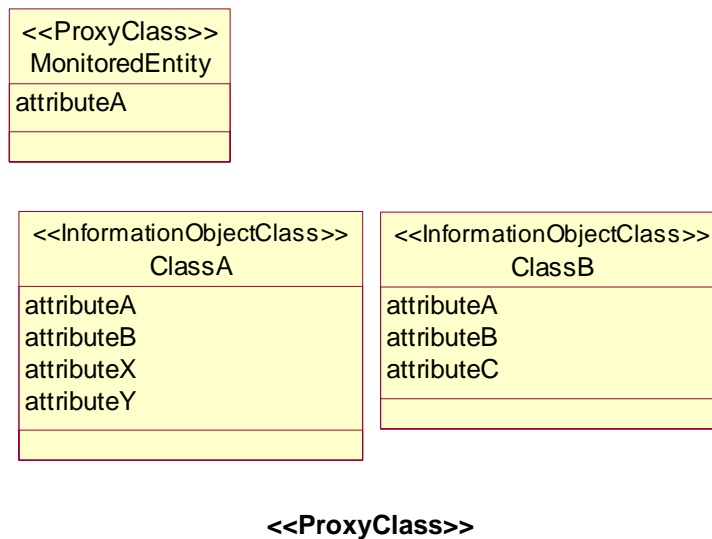 <<ProxyClass>>
MonitoredEntity
attributeA
<<InformationObjectClass>>
ClassA
attributeA
attributeB
attributeX
attributeY
<<InformationObjectClass>>
ClassB
attributeA
attributeB
attributeC
<<ProxyClass>>